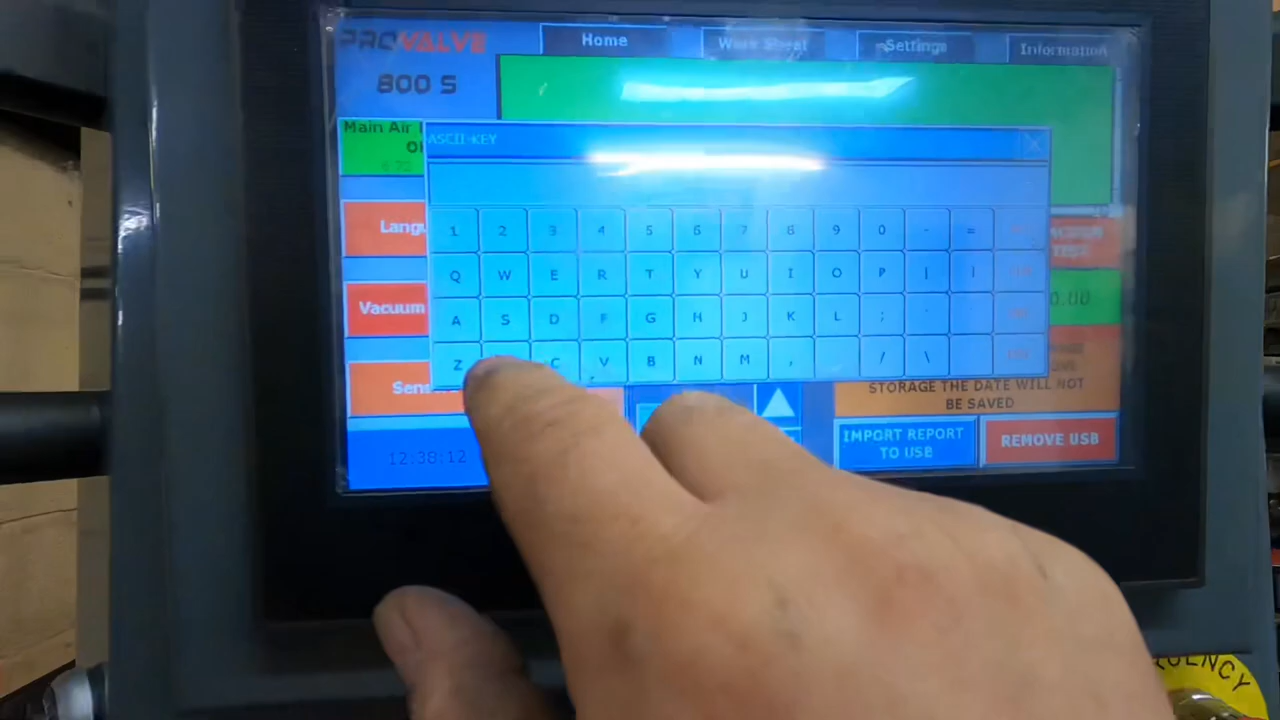 PROVALVE
Home
Work Sheet
Settings
Information
800 S
Main Air
ASCII-KEY
1 2 3 4 5 6 7 8 9 0 - =
Q W E R T Y U I O P [ ]
A S D F G H J K L ;
Z C V B N M , / \
Vacuum
STORAGE THE DATE WILL NOT
BE SAVED
12:38:12
IMPORT REPORT
TO USB
REMOVE USB